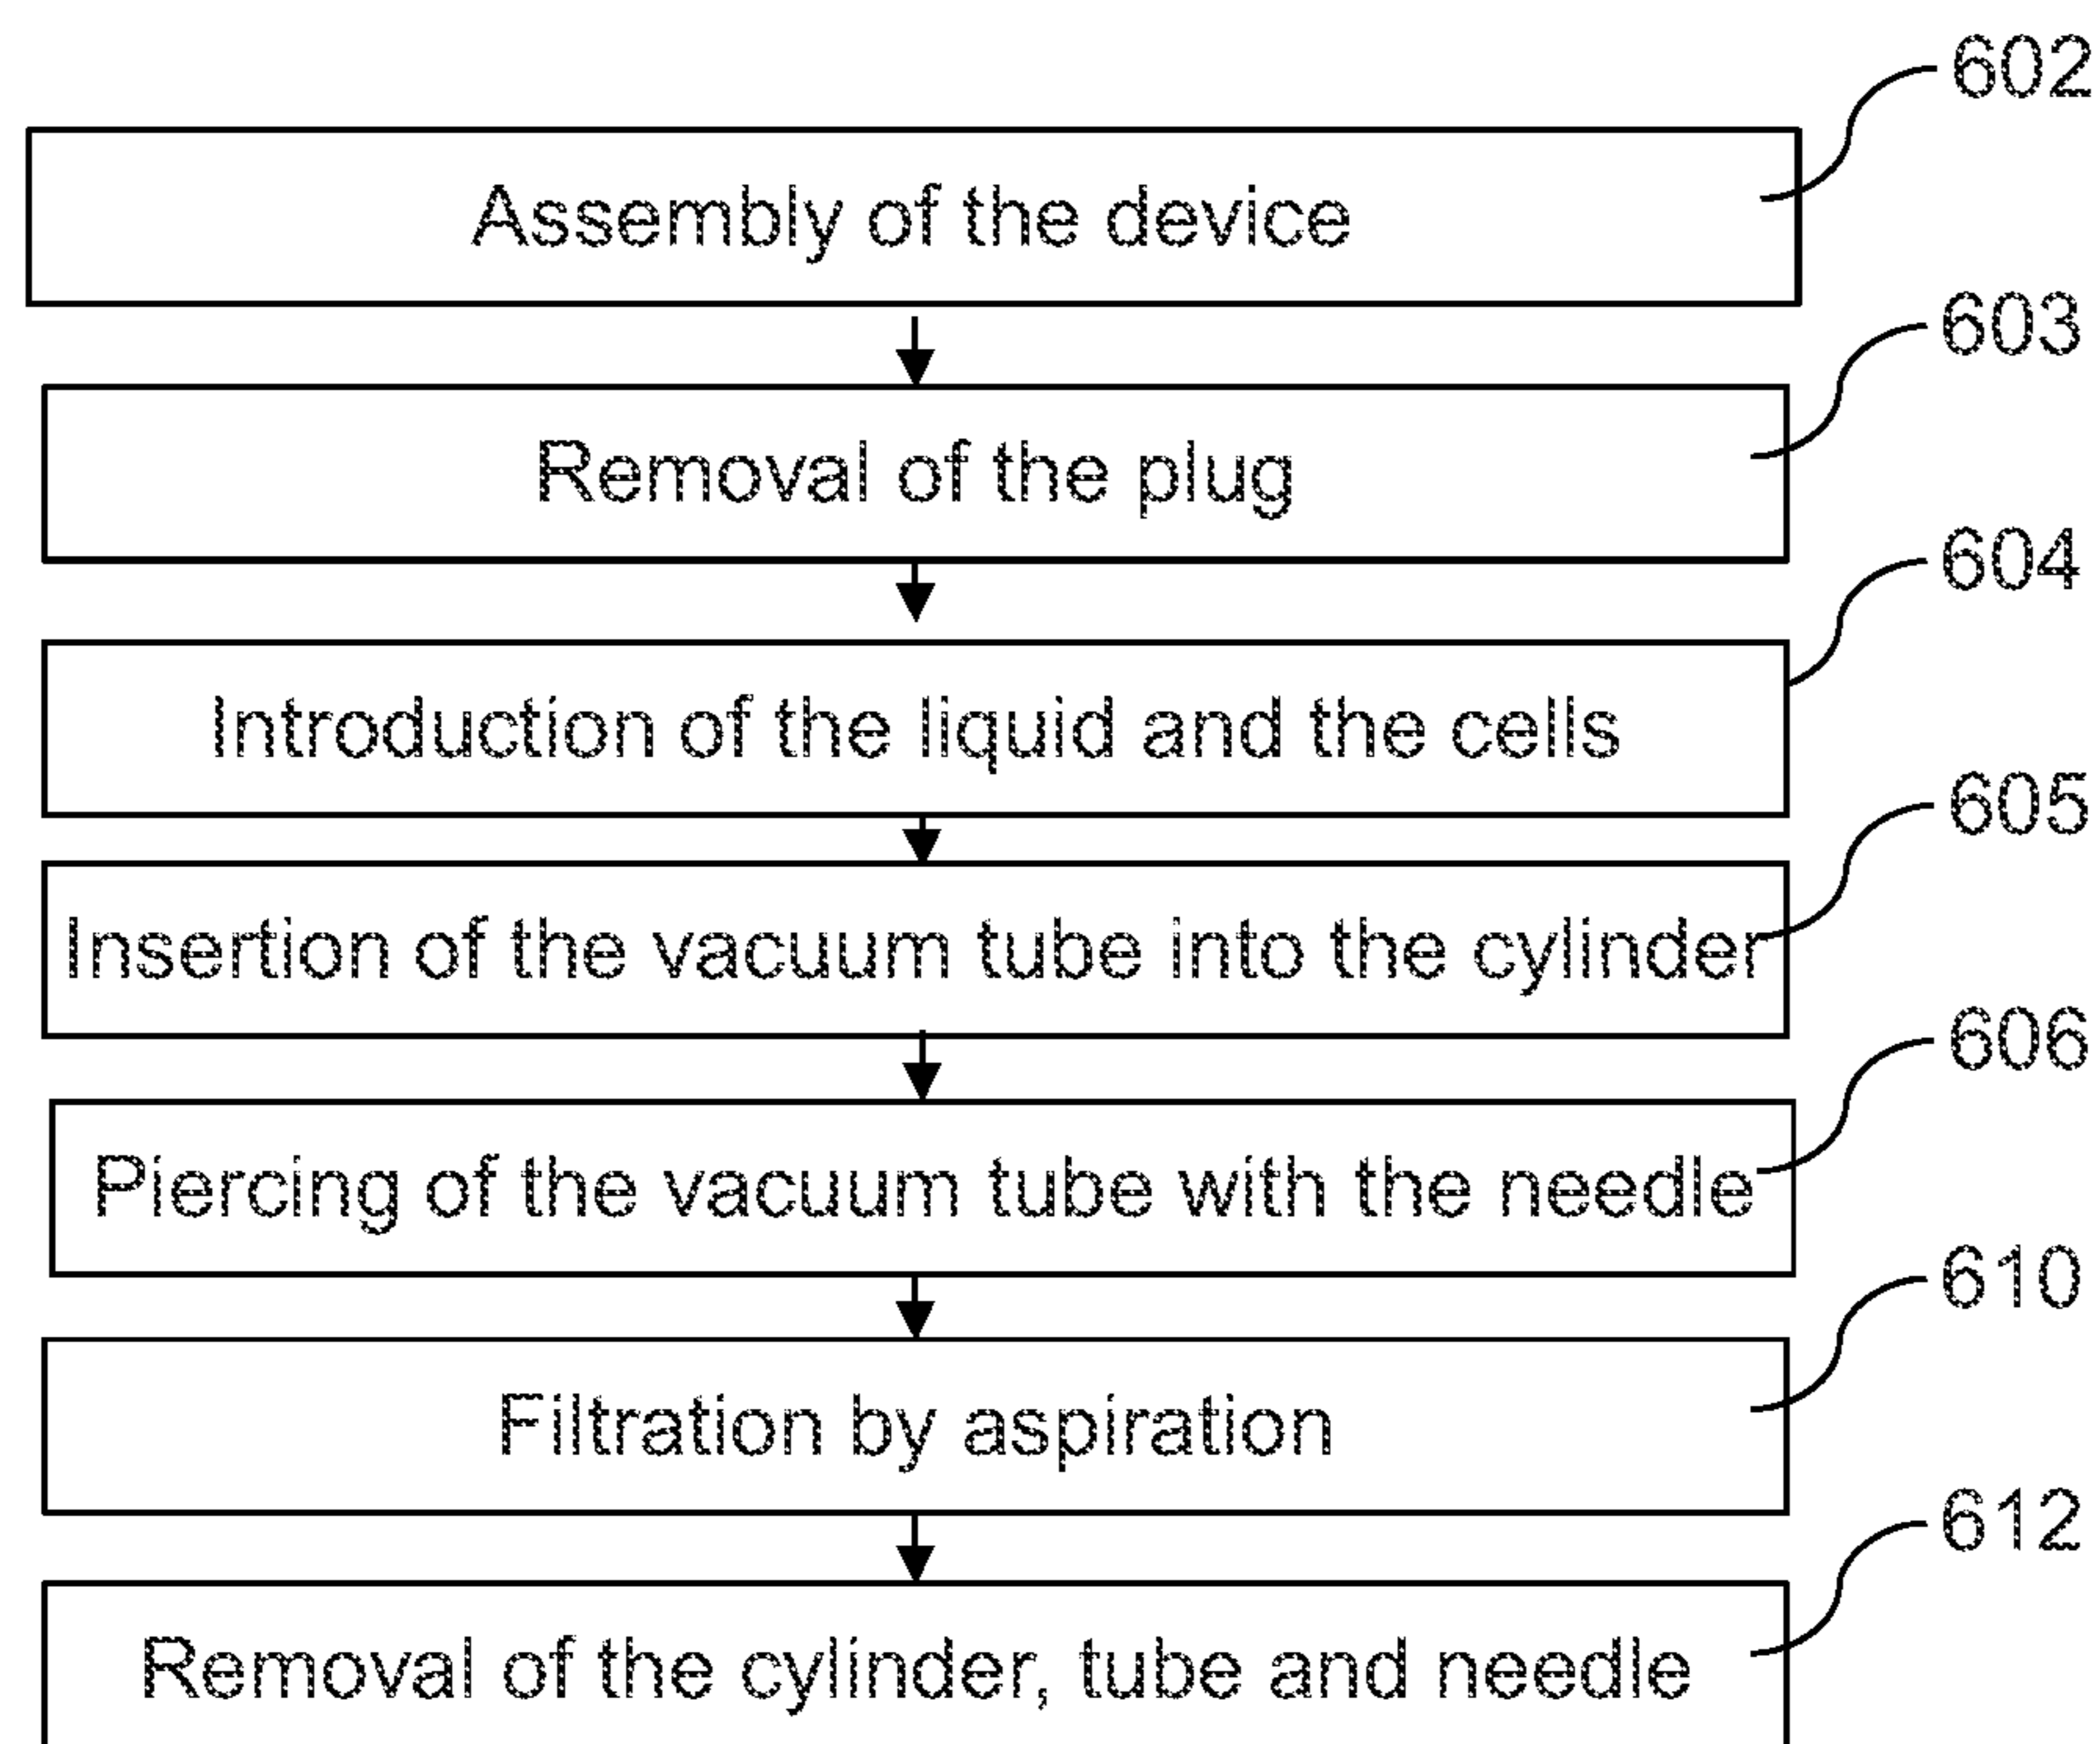 602
Assembly of the device
603
Removal of the plug
604
Introduction of the liquid and the cells
605
Insertion of the vacuum tube into the cylinder
606
Piercing of the vacuum tube with the needle
610
Filtration by aspiration
612
Removal of the cylinder, tube and needle